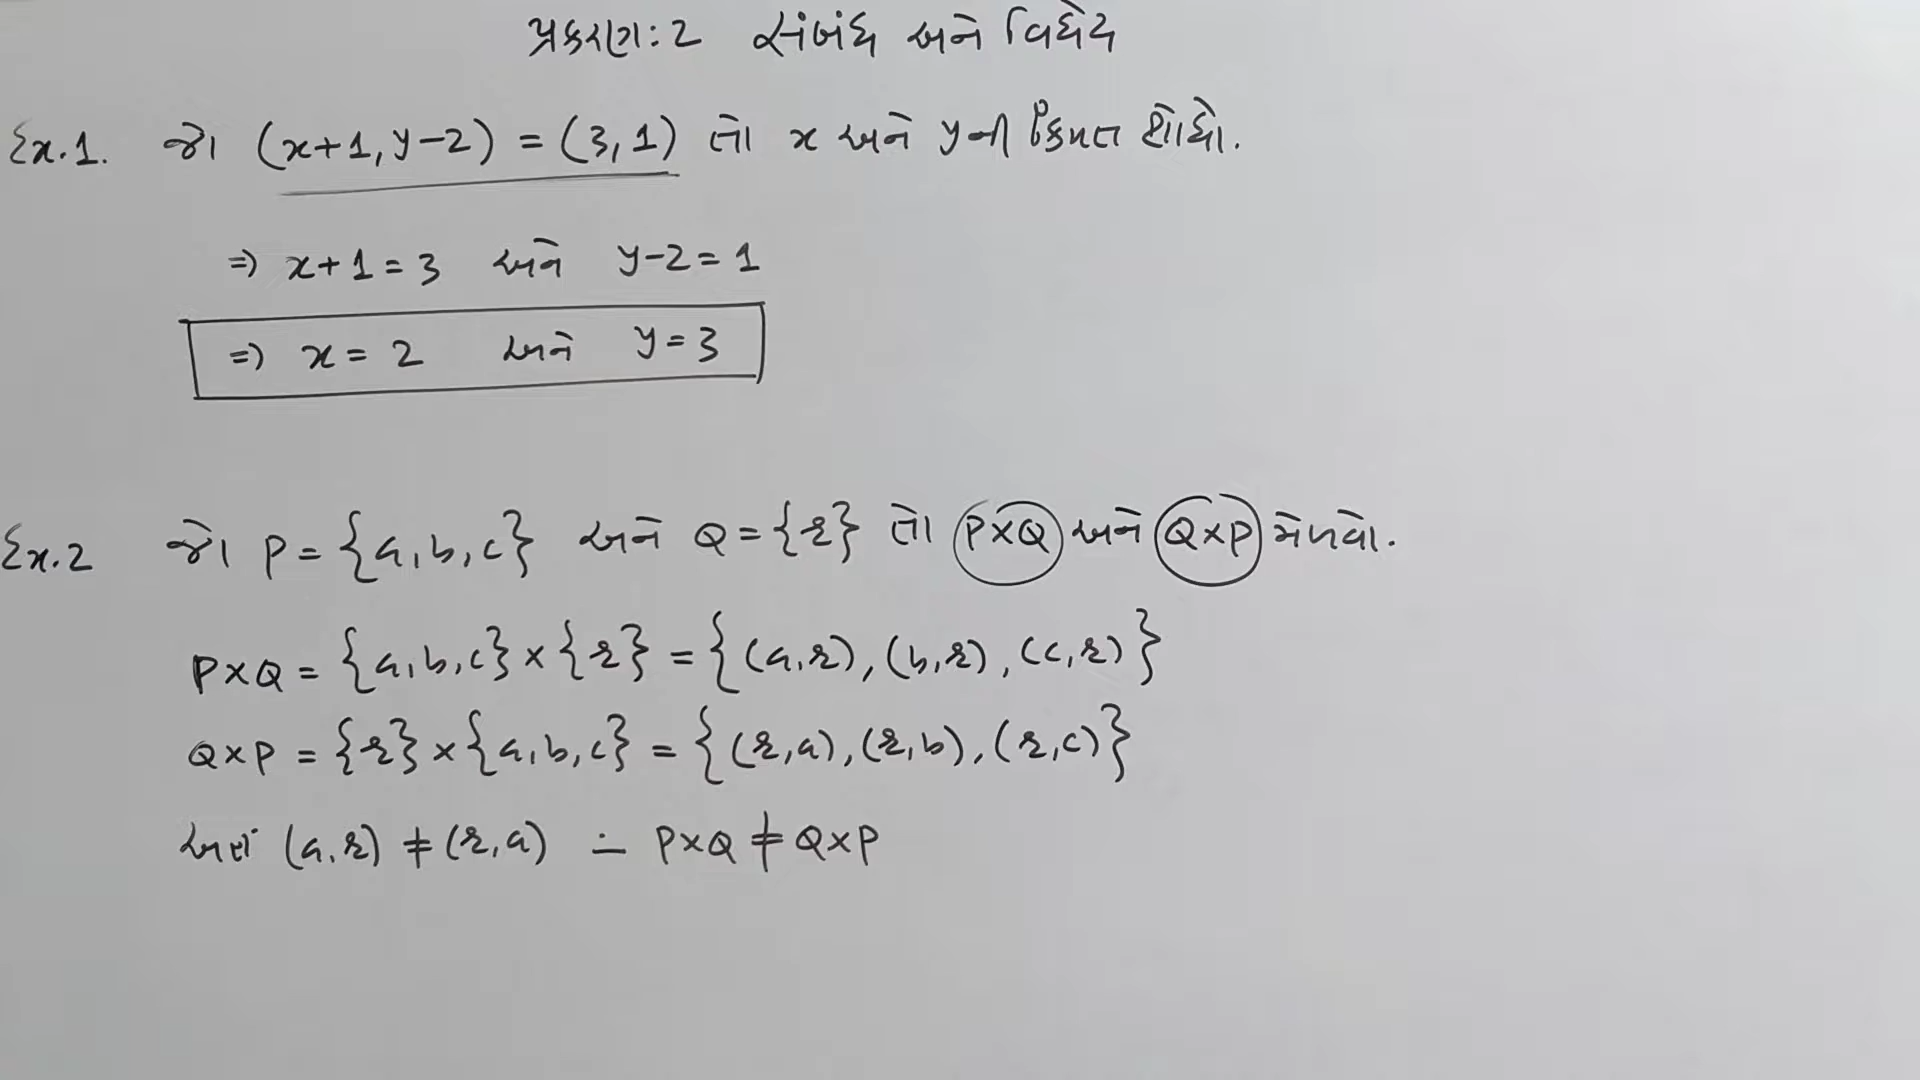 પ્રકરણ: 2 સંબંધ અને વિધેય
Ex.1. જો (x+1, y-2) = (3, 1) તો x અને y ની કિંમત શોધો.
⇒ x+1 = 3 અને y-2 = 1
⇒ x = 2 અને y = 3
Ex.2 જો P = {a, b, c} અને Q = {r} તો P×Q અને Q×P મેળવો.
P×Q = {a, b, c} × {r} = {(a, r), (b, r), (c, r)}
Q×P = {r} × {a, b, c} = {(r, a), (r, b), (r, c)}
અહીં (a, r) ≠ (r, a) ∴ P×Q ≠ Q×P